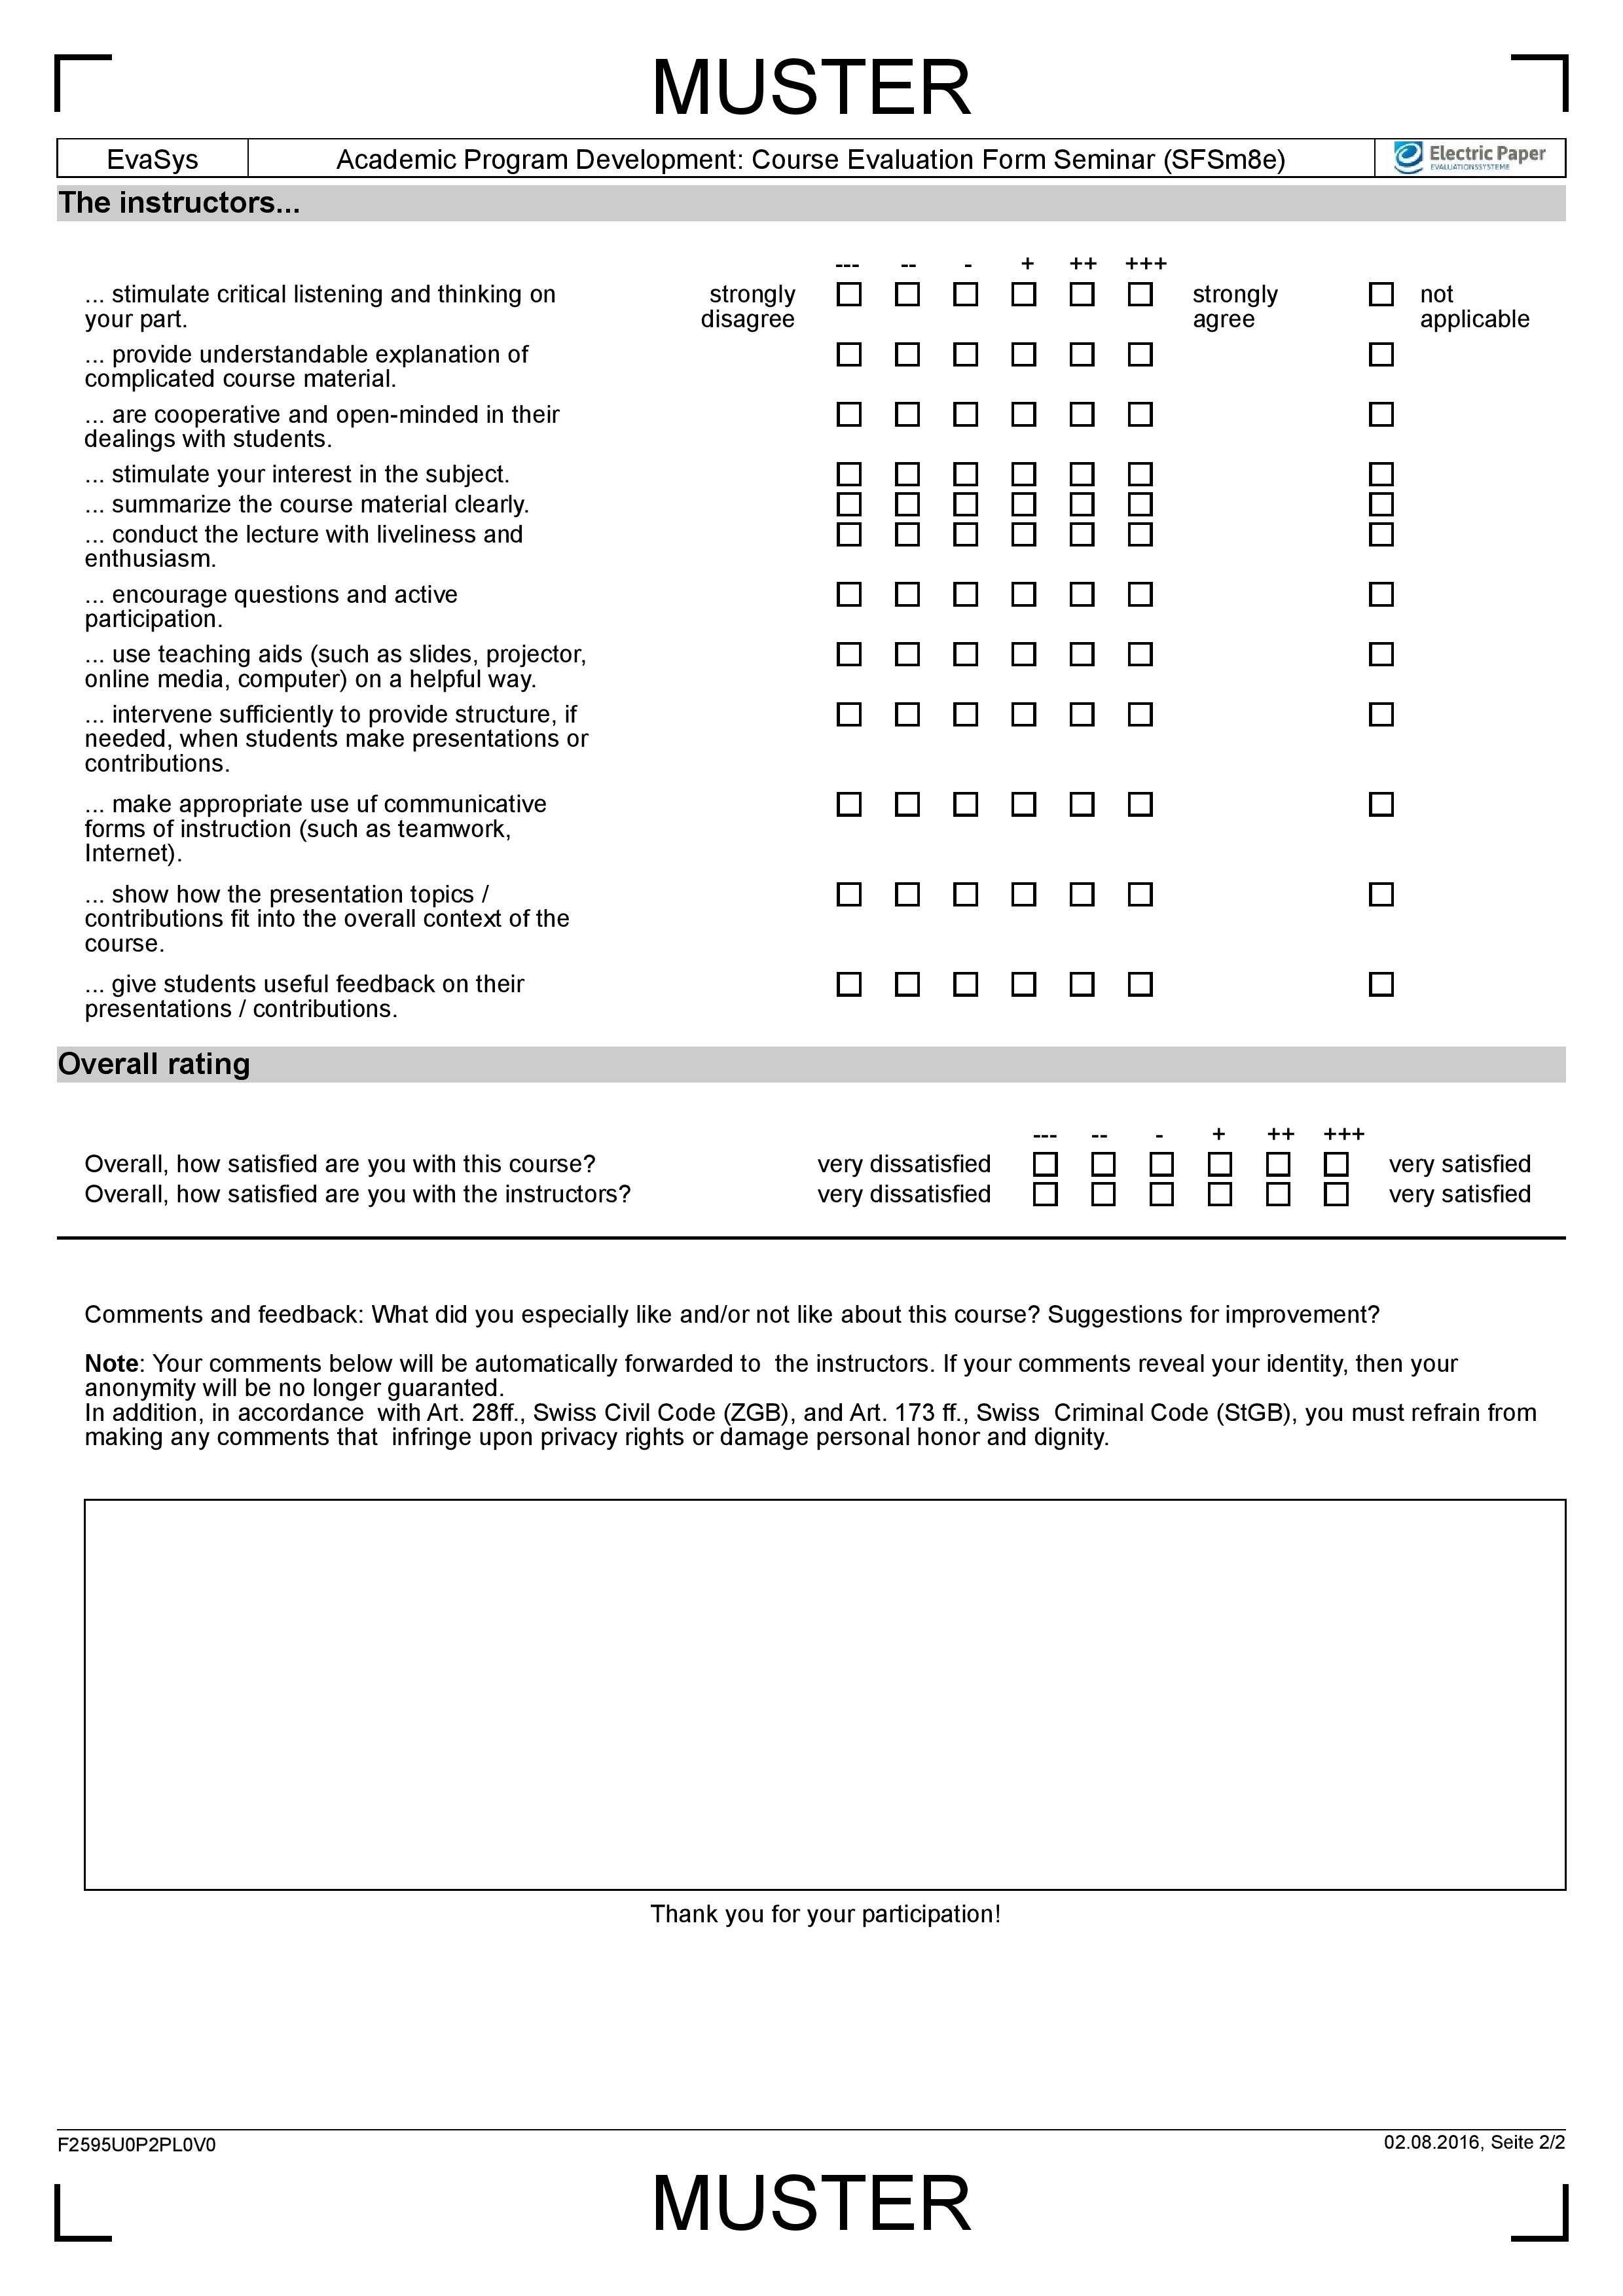 MUSTER
EvaSys
Academic Program Development: Course Evaluation Form Seminar (SFSm8e)
Electric Paper
EVALUATIONSSYSTEME
The instructors...
--- -- - + ++ +++
... stimulate critical listening and thinking on
your part.
strongly
disagree
strongly
agree
not
applicable
... provide understandable explanation of
complicated course material.
... are cooperative and open-minded in their
dealings with students.
... stimulate your interest in the subject.
... summarize the course material clearly.
... conduct the lecture with liveliness and
enthusiasm.
... encourage questions and active
participation.
... use teaching aids (such as slides, projector,
online media, computer) on a helpful way.
... intervene sufficiently to provide structure, if
needed, when students make presentations or
contributions.
... make appropriate use uf communicative
forms of instruction (such as teamwork,
Internet).
... show how the presentation topics /
contributions fit into the overall context of the
course.
... give students useful feedback on their
presentations / contributions.
Overall rating
--- -- - + ++ +++
Overall, how satisfied are you with this course? very dissatisfied very satisfied
Overall, how satisfied are you with the instructors? very dissatisfied very satisfied
Comments and feedback: What did you especially like and/or not like about this course? Suggestions for improvement?
Note: Your comments below will be automatically forwarded to  the instructors. If your comments reveal your identity, then your
anonymity will be no longer guaranted.
In addition, in accordance  with Art. 28ff., Swiss Civil Code (ZGB), and Art. 173 ff., Swiss  Criminal Code (StGB), you must refrain from
making any comments that  infringe upon privacy rights or damage personal honor and dignity.
Thank you for your participation!
F2595U0P2PL0V0
02.08.2016, Seite 2/2
MUSTER